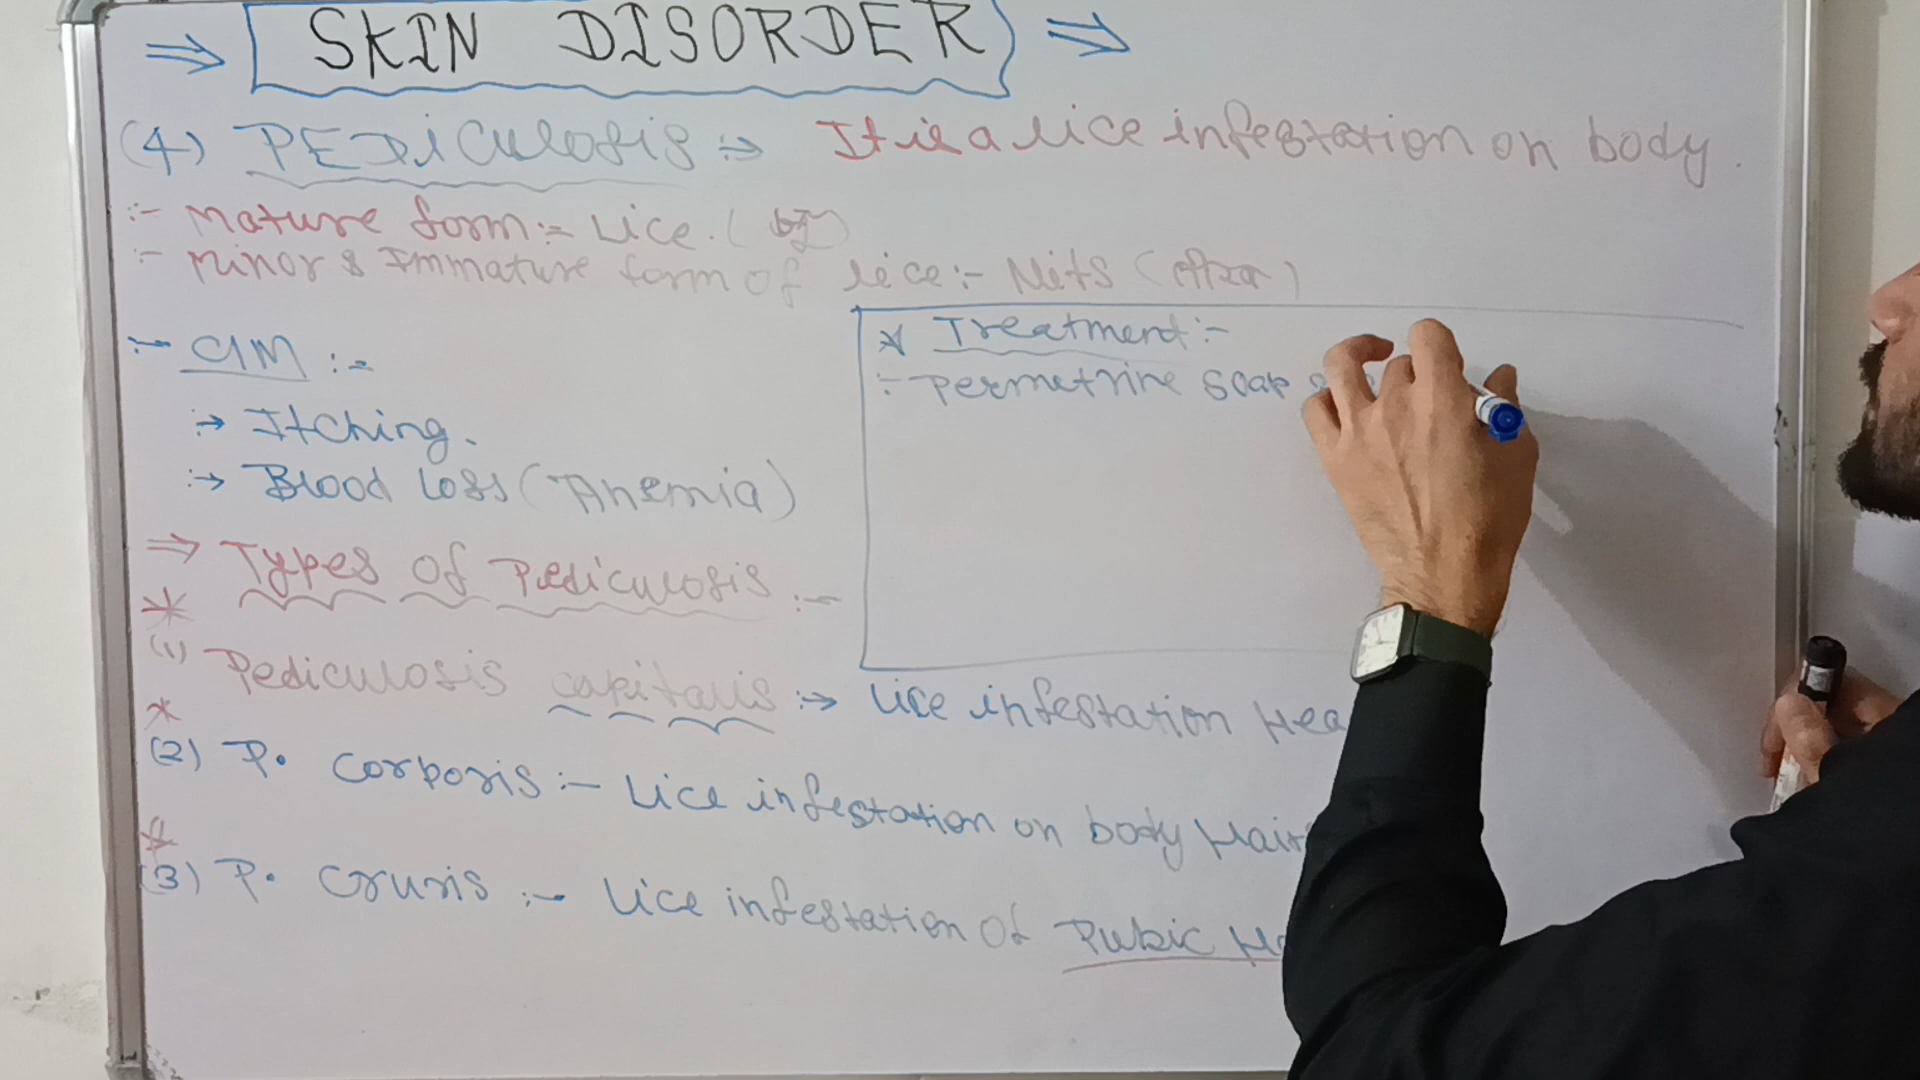 ⇒ SKIN DISORDER ⇒
(4) PEDiCulosis :→ It is a lice infestation on body.
:- Mature form :- Lice. (
:- Minor & Immature form of lice :- Nits (
:- C/M :-
:→ Itching.
:→ Blood Loss (Anemia)
⇒ Types of Pediculosis :-
* (1) Pediculosis capitalis :→ Lice infestation Hea
* (2) P. corporis :- Lice infestation on body Hair
* (3) P. cruris :- Lice infestation of Pubic Ha
* Treatment :-
:- Permetrine soap